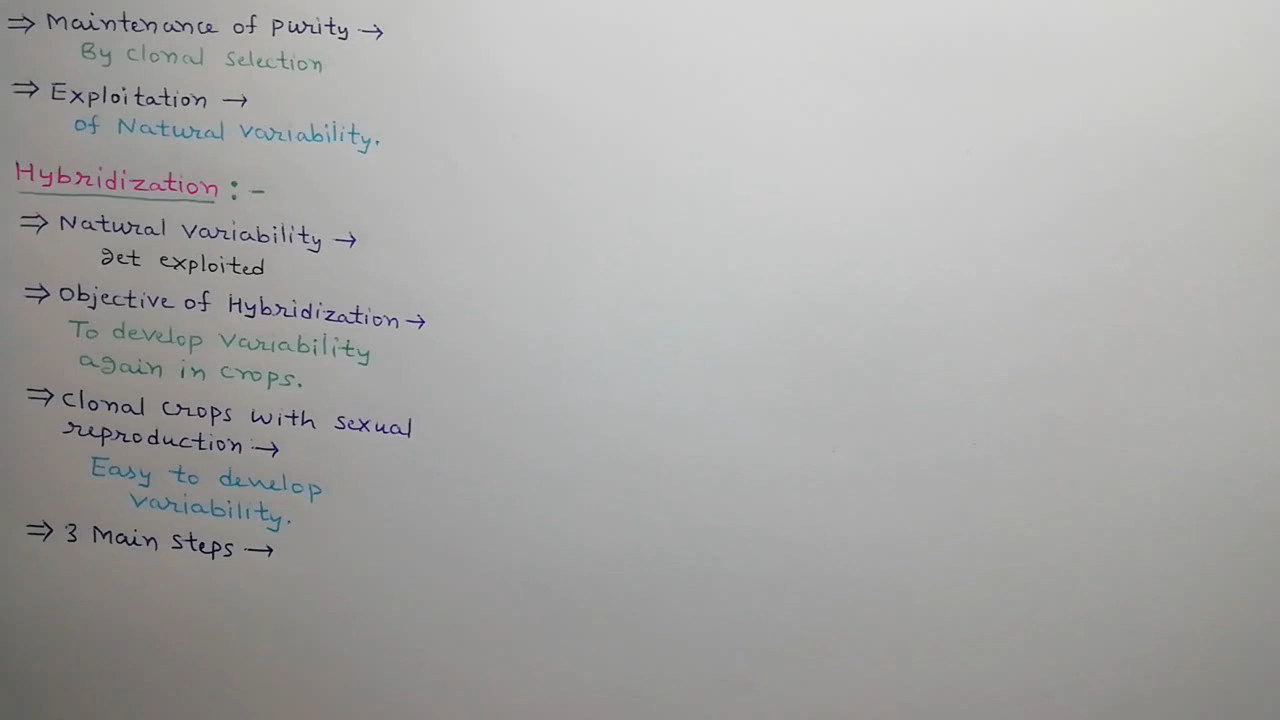 ⇒ Maintenance of purity →
By clonal selection
⇒ Exploitation →
of Natural variability.
Hybridization : -
⇒ Natural variability →
get exploited
⇒ Objective of Hybridization →
To develop variability
again in crops.
⇒ Clonal crops with sexual
reproduction :→
Easy to develop
variability.
⇒ 3 Main steps →